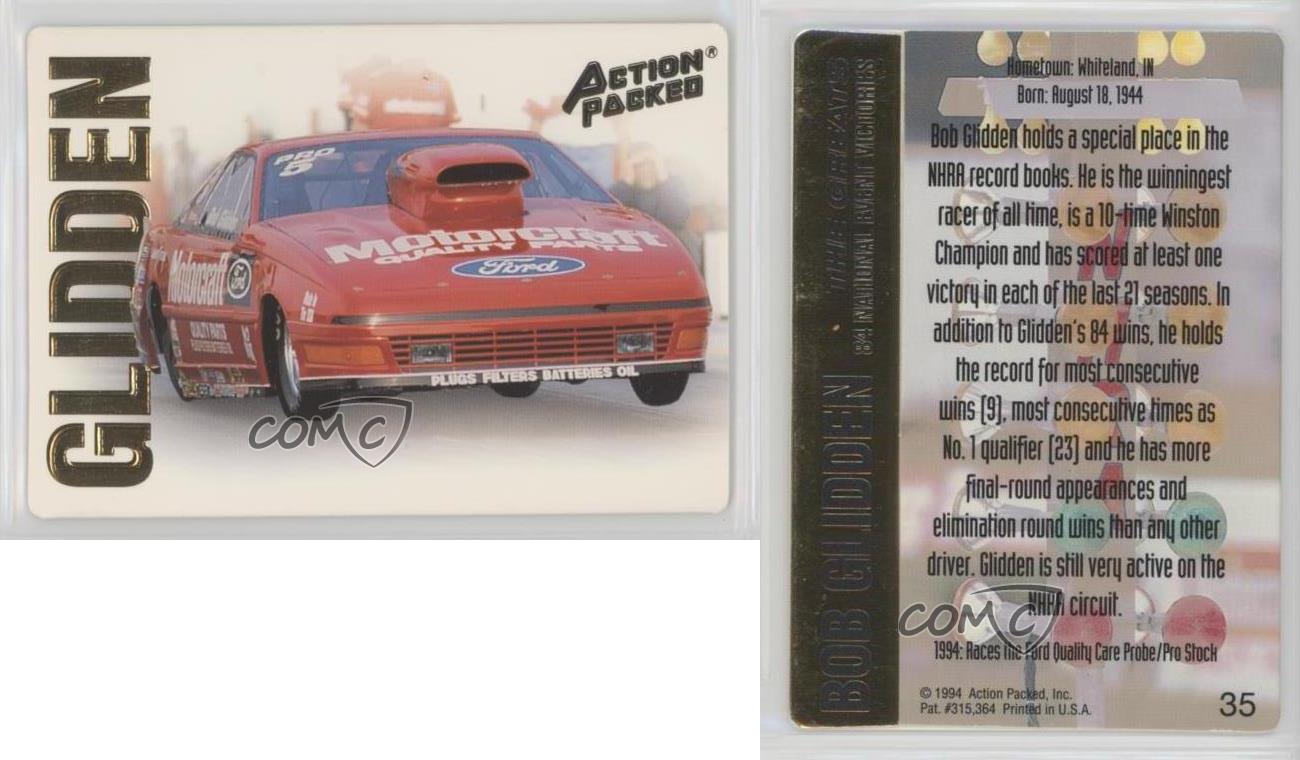 GLIDDEN
ACTION PACKED®
PRO
5
Motorcraft
QUALITY PARTS
Ford
Motorcraft
Ford
QUALITY PARTS
PLUGS FILTERS BATTERIES OIL
COMC
THE GREATS
84 NATIONAL EVENT VICTORIES
BOB GLIDDEN
Hometown: Whiteland, IN
Born: August 18, 1944
Bob Glidden holds a special place in the
NHRA record books. He is the winningest
racer of all time, is a 10-time Winston
Champion and has scored at least one
victory in each of the last 21 seasons. In
addition to Glidden's 84 wins, he holds
the record for most consecutive
wins (9), most consecutive times as
No. 1 qualifier (23) and he has more
final-round appearances and
elimination round wins than any other
driver. Glidden is still very active on the
NHRA circuit.
COMC
1994: Races the Ford Quality Care Probe/Pro Stock
© 1994 Action Packed, Inc.
Pat. #315,364 Printed in U.S.A.
35